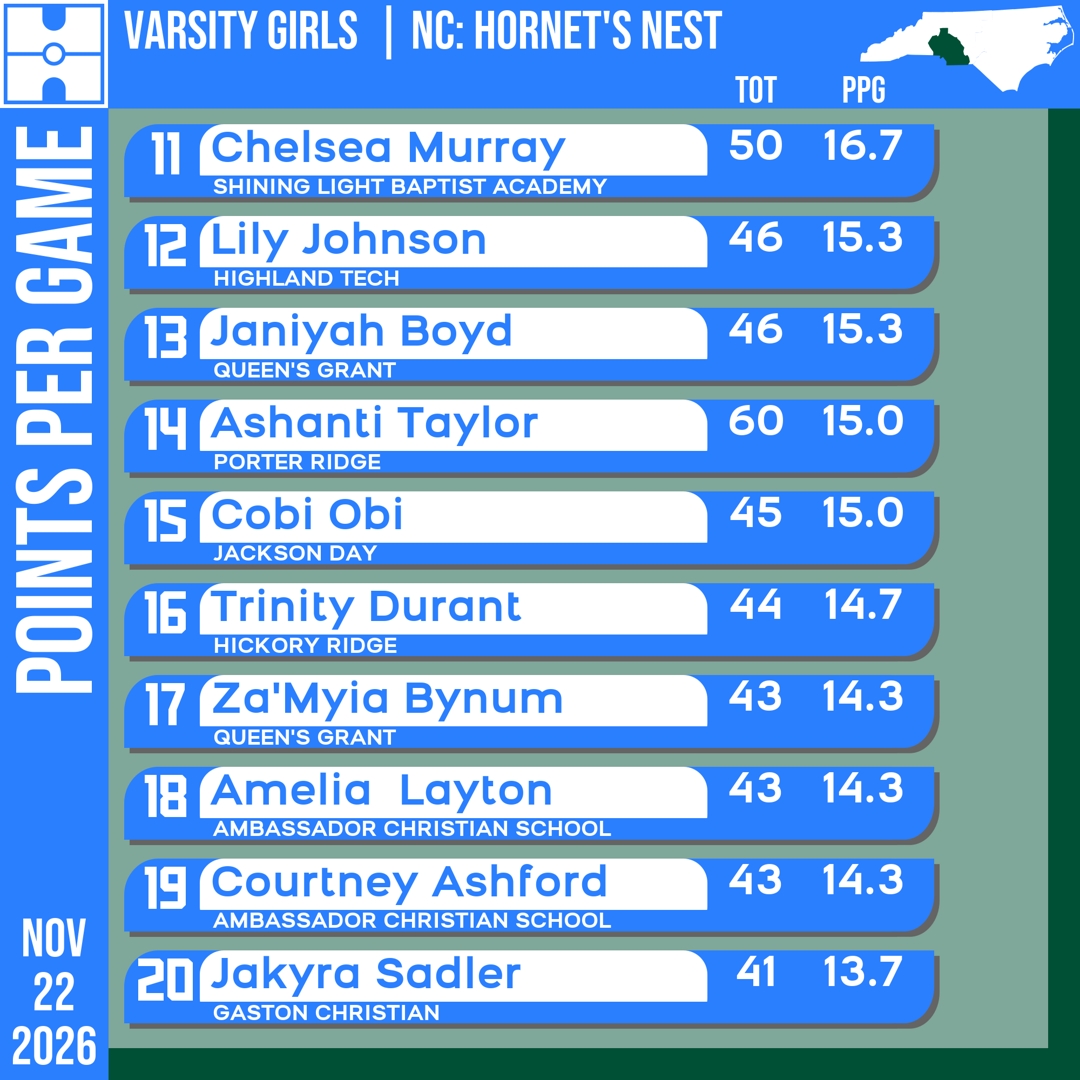 VARSITY GIRLS | NC: HORNET'S NEST
TOT PPG
POINTS PER GAME
11 Chelsea Murray 50 16.7
SHINING LIGHT BAPTIST ACADEMY
12 Lily Johnson 46 15.3
HIGHLAND TECH
13 Janiyah Boyd 46 15.3
QUEEN'S GRANT
14 Ashanti Taylor 60 15.0
PORTER RIDGE
15 Cobi Obi 45 15.0
JACKSON DAY
16 Trinity Durant 44 14.7
HICKORY RIDGE
17 Za'Myia Bynum 43 14.3
QUEEN'S GRANT
18 Amelia  Layton 43 14.3
AMBASSADOR CHRISTIAN SCHOOL
19 Courtney Ashford 43 14.3
AMBASSADOR CHRISTIAN SCHOOL
20 Jakyra Sadler 41 13.7
GASTON CHRISTIAN
NOV
22
2026